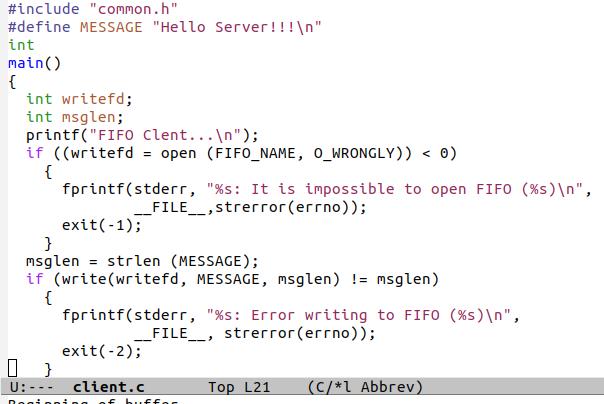 #include "common.h"
#define MESSAGE "Hello Server!!!\n"
int
main()
{
  int writefd;
  int msglen;
  printf("FIFO Clent...\n");
  if ((writefd = open (FIFO_NAME, O_WRONGLY)) < 0)
    {
      fprintf(stderr, "%s: It is impossible to open FIFO (%s)\n",
              __FILE__,strerror(errno));
      exit(-1);
    }
  msglen = strlen (MESSAGE);
  if (write(writefd, MESSAGE, msglen) != msglen)
    {
      fprintf(stderr, "%s: Error writing to FIFO (%s)\n",
              __FILE__, strerror(errno));
      exit(-2);
    }
U:---  client.c       Top L21    (C/*l Abbrev)
Beginning of buffer